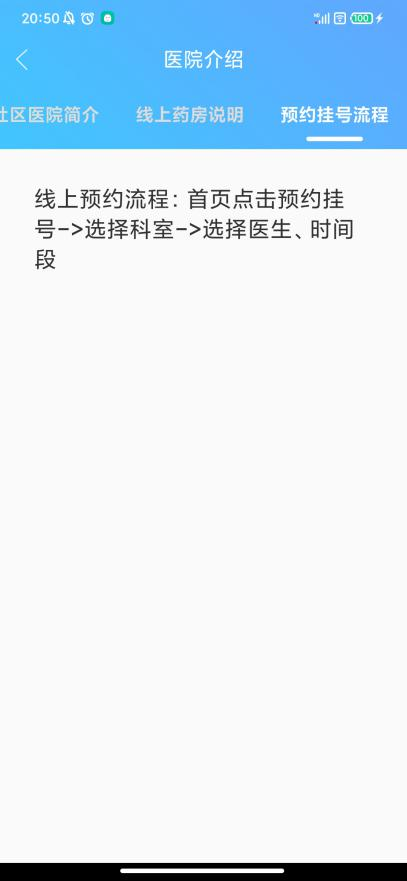 20:50
100
医院介绍
社区医院简介 线上药房说明 预约挂号流程
线上预约流程：首页点击预约挂
号->选择科室->选择医生、时间
段